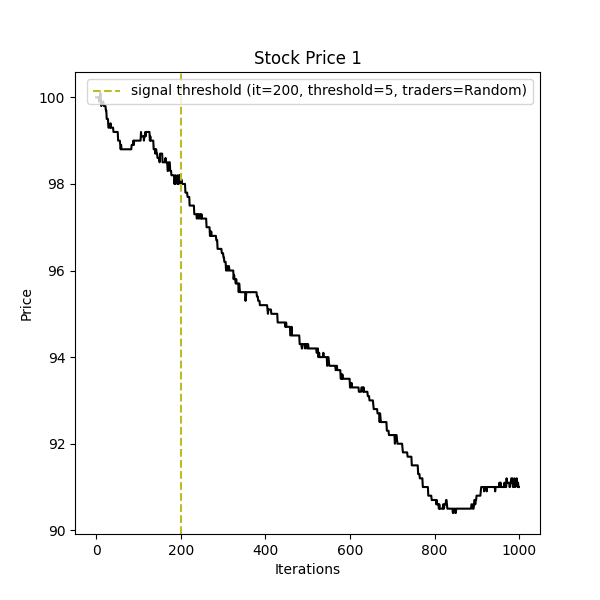 Stock Price 1
signal threshold (it=200, threshold=5, traders=Random)
100
98
96
94
92
90
Price
0 200 400 600 800 1000
Iterations